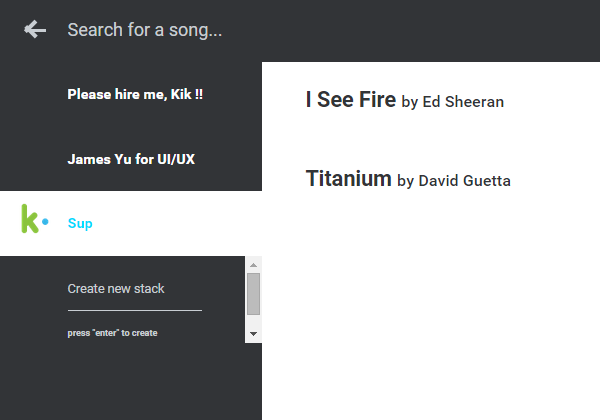 Search for a song...
Please hire me, Kik !!
James Yu for UI/UX
k·
Sup
Create new stack
press "enter" to create
I See Fire by Ed Sheeran
Titanium by David Guetta